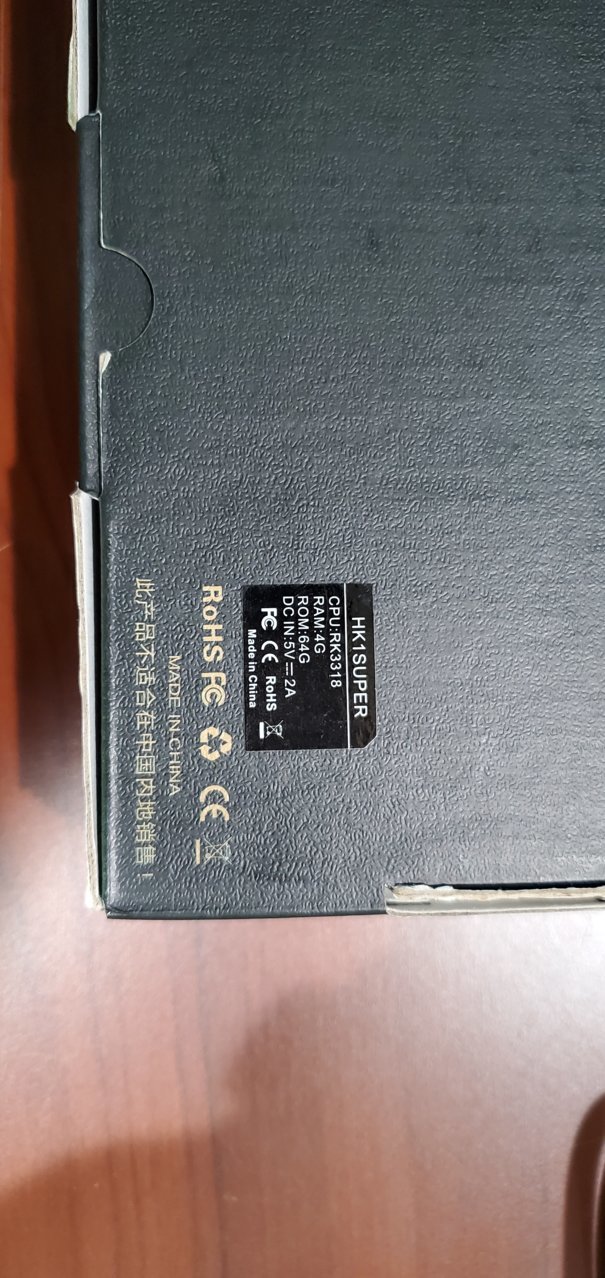 HK1SUPER
CPU:RK3318
RAM:4G
ROM:64G
DC IN:5V⎓2A
FC CE RoHS
Made in China
RoHS FC CE
MADE IN CHINA
此产品不适合在中国内地销售！